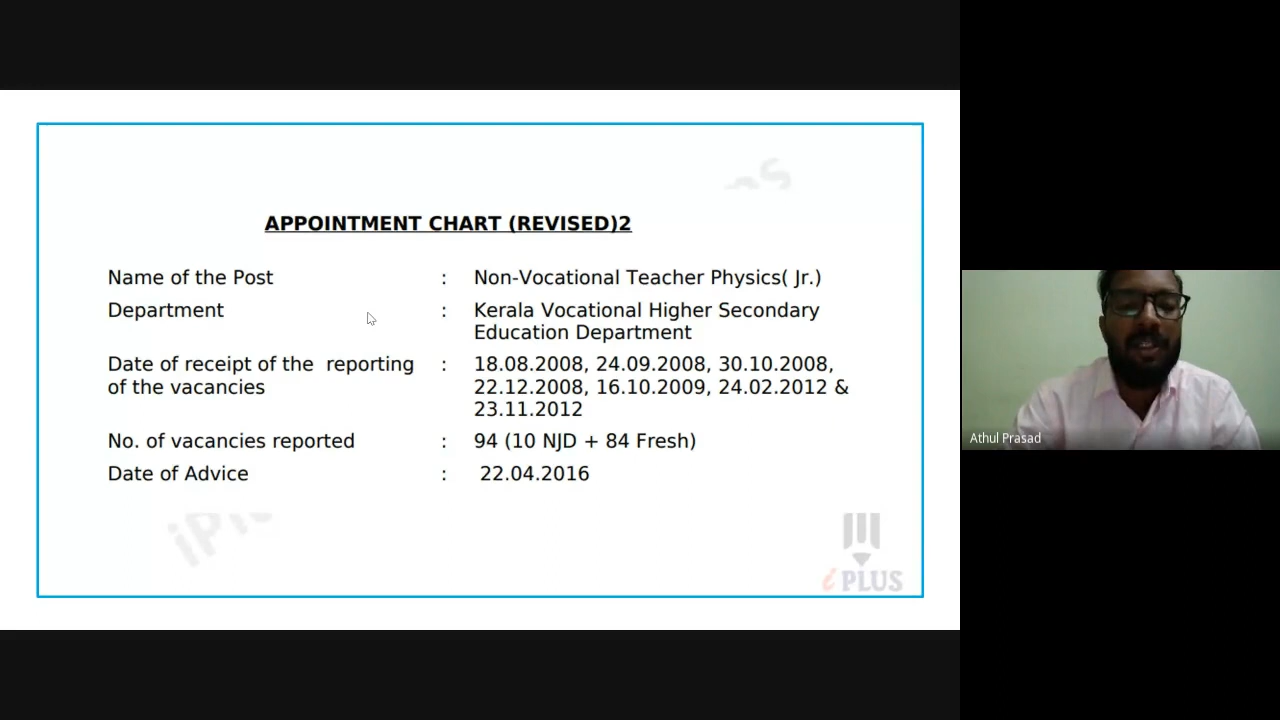 APPOINTMENT CHART (REVISED)2
Name of the Post : Non-Vocational Teacher Physics( Jr.)
Department : Kerala Vocational Higher Secondary
Education Department
Date of receipt of the reporting : 18.08.2008, 24.09.2008, 30.10.2008,
of the vacancies 22.12.2008, 16.10.2009, 24.02.2012 &
23.11.2012
No. of vacancies reported : 94 (10 NJD + 84 Fresh)
Date of Advice : 22.04.2016
i PLUS
Athul Prasad